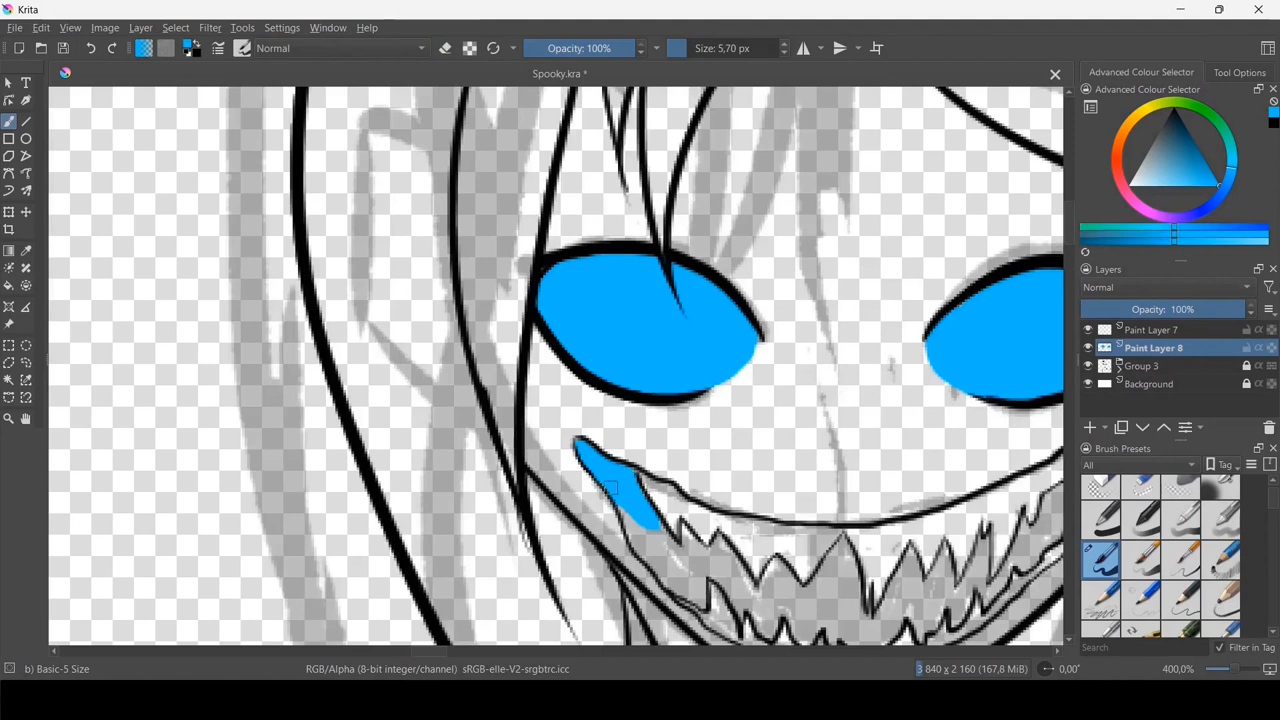 Krita
File Edit View Image Layer Select Filter Tools Settings Window Help
Normal Opacity: 100% Size: 5,70 px
Spooky.kra *
Advanced Colour Selector Tool Options
Advanced Colour Selector
Layers
Normal
Opacity: 100%
Paint Layer 7
Paint Layer 8
Group 3
Background
Brush Presets
All Tag
Search Filter in Tag
b) Basic-5 Size RGB/Alpha (8-bit integer/channel) sRGB-elle-V2-srgbtrc.icc 3 840 x 2 160 (167,8 MiB) 0,00° 400,0%